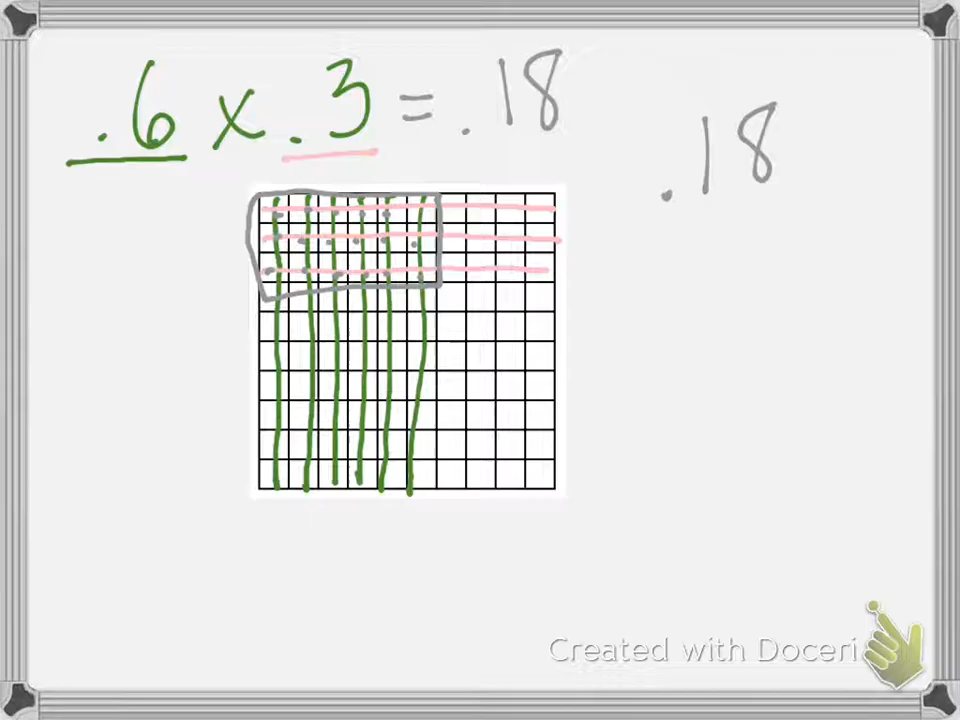 .6 x .3 = .18
.18
Created with Doceri